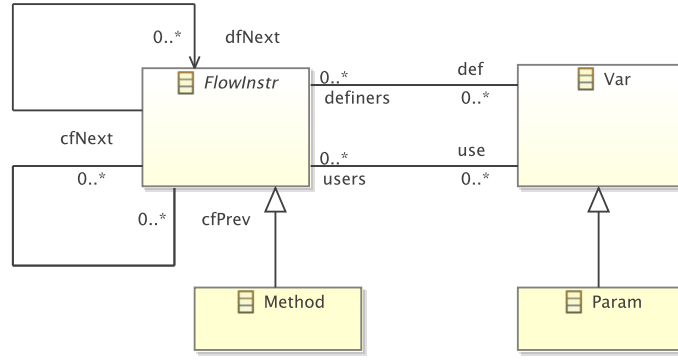 0..* dfNext
FlowInstr
0..* def
definers 0..*
Var
cfNext
0..*
0..* use
users 0..*
0..* cfPrev
Method
Param